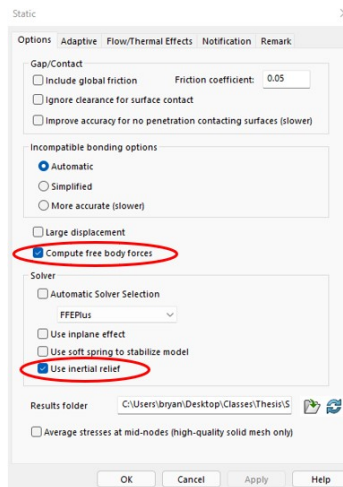 Static
Options Adaptive Flow/Thermal Effects Notification Remark
Gap/Contact
Include global friction Friction coefficient: 0.05
Ignore clearance for surface contact
Improve accuracy for no penetration contacting surfaces (slower)
Incompatible bonding options
Automatic
Simplified
More accurate (slower)
Large displacement
Compute free body forces
Solver
Automatic Solver Selection
FFEPlus
Use inplane effect
Use soft spring to stabilize model
Use inertial relief
Results folder C:\Users\bryan\Desktop\Classes\Thesis\S
Average stresses at mid-nodes (high-quality solid mesh only)
OK Cancel Apply Help